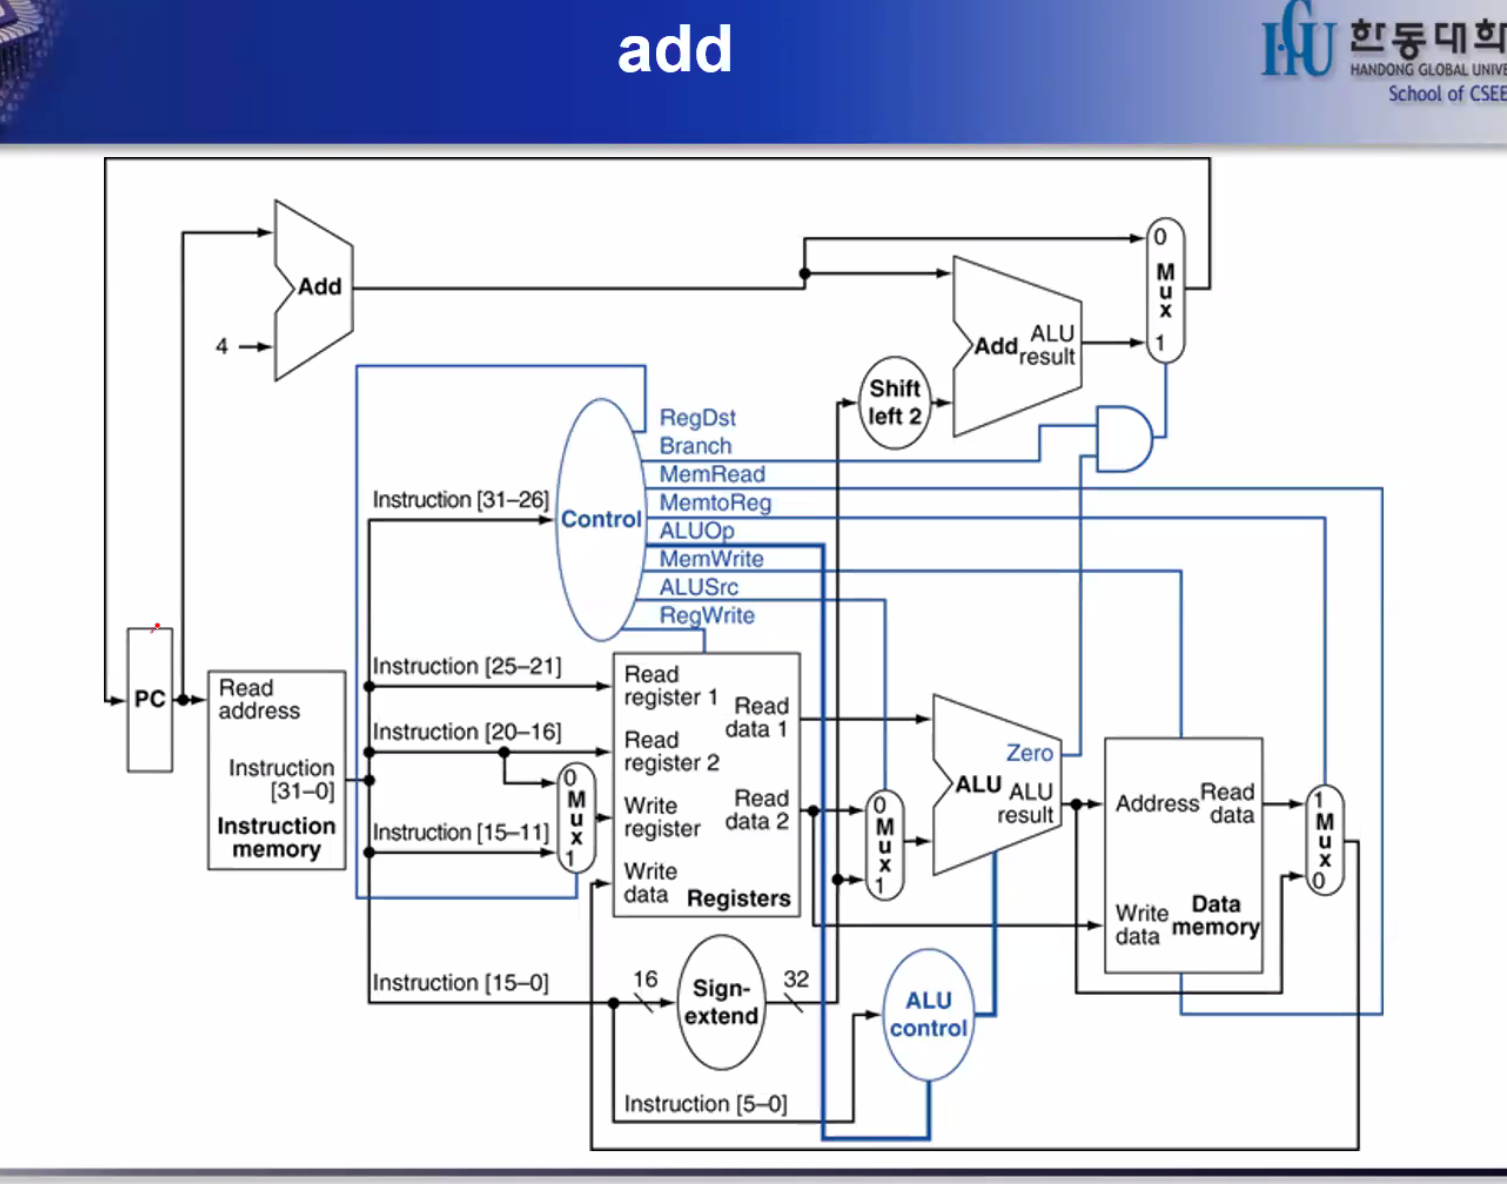 add
한동대학
HANDONG GLOBAL UNIVE
School of CSEE
0
M
u
x
1
Add
4
Add ALU
result
Shift
left 2
RegDst
Branch
MemRead
MemtoReg
ALUOp
MemWrite
ALUSrc
RegWrite
Instruction [31–26]
Control
PC
Read
address
Instruction
[31–0]
Instruction
memory
Instruction [25–21]
Instruction [20–16]
Instruction [15–11]
0
M
u
x
1
Read
register 1
Read
register 2
Write
register
Write
data
Read
data 1
Read
data 2
Registers
0
M
u
x
1
Zero
ALU ALU
result
Address
Read
data
Write
data
Data
memory
1
M
u
x
0
Instruction [15–0]
16
Sign-
extend
32
ALU
control
Instruction [5–0]